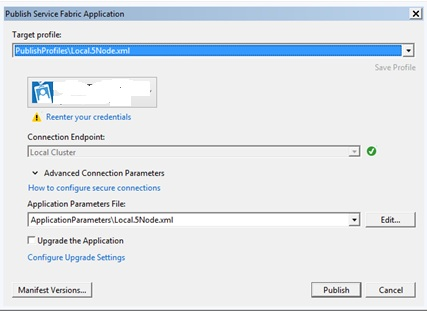 Publish Service Fabric Application
Target profile:
PublishProfiles\Local.5Node.xml
Save Profile
Reenter your credentials
Connection Endpoint:
Local Cluster
Advanced Connection Parameters
How to configure secure connections
Application Parameters File:
ApplicationParameters\Local.5Node.xml
Edit...
Upgrade the Application
Configure Upgrade Settings
Manifest Versions...
Publish
Cancel